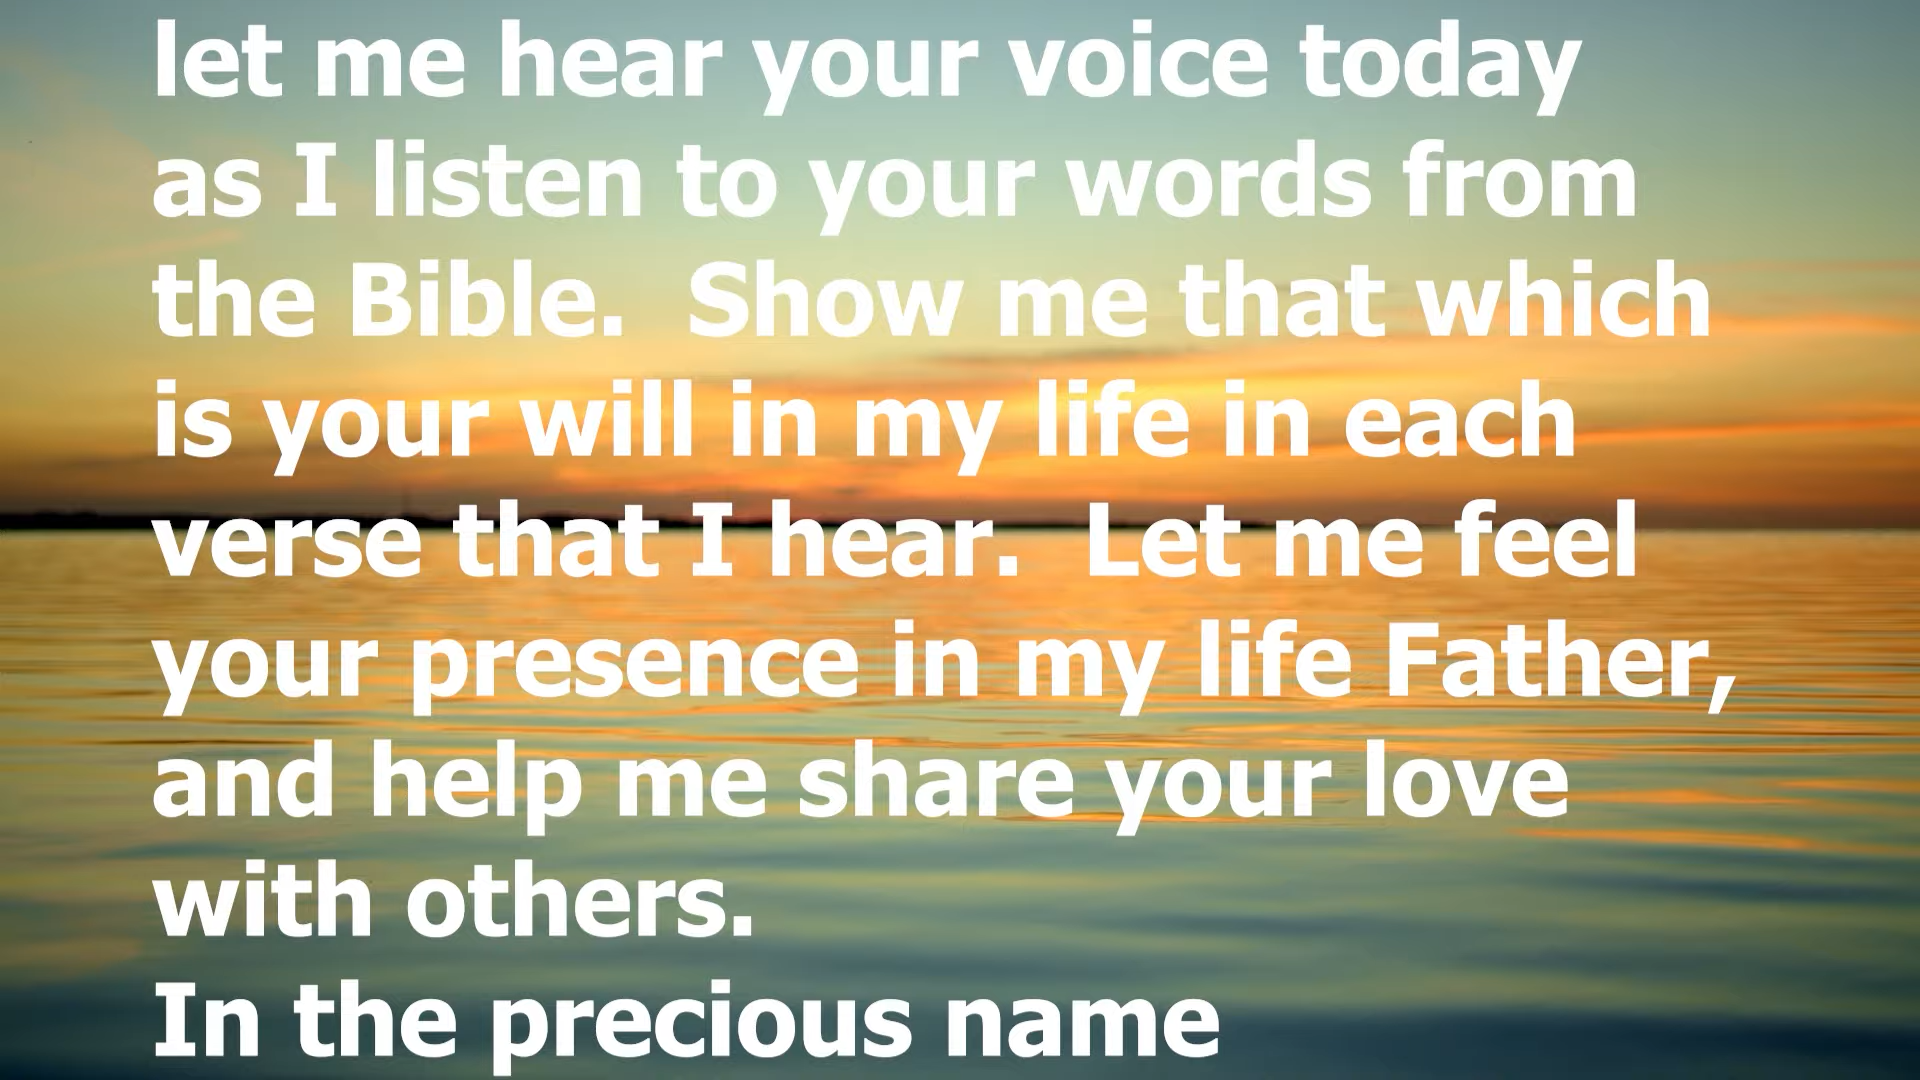 let me hear your voice today
as I listen to your words from
the Bible.  Show me that which
is your will in my life in each
verse that I hear.  Let me feel
your presence in my life Father,
and help me share your love
with others.
In the precious name